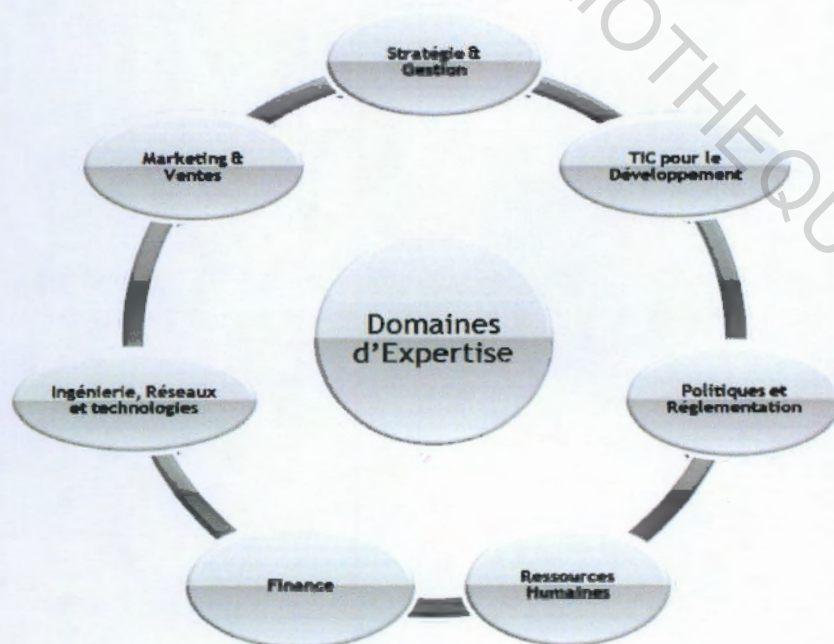 Stratégie &
Gestion
TIC pour le
Développement
Politiques et
Réglementation
Ressources
Humaines
Finance
Ingénierie, Réseaux
et technologies
Marketing &
Ventes
Domaines
d'Expertise